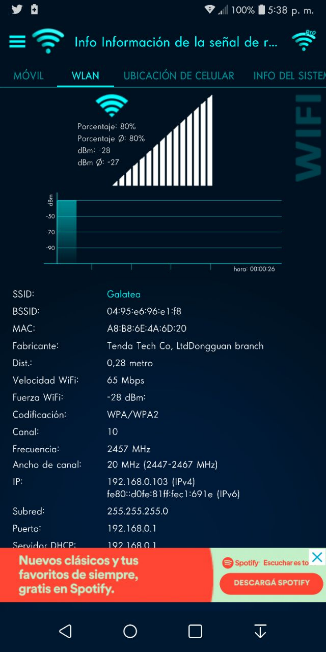 100% 5:38 p. m.
Info Información de la señal de r... Pro
MÓVIL WLAN UBICACIÓN DE CELULAR INFO DEL SISTE
Porcentaje: 80%
Porcentaje Ø: 80%
dBm: 28
dBm Ø: -27
WIFI
dBm
-50
-70
-90
hora: 00:00:26
SSID: Galatea
BSSID: 04:95:e6:96:e1:f8
MAC: A8:B8:6E:4A:6D:20
Fabricante: Tenda Tech Co, LtdDongguan branch
Dist.: 0,28 metro
Velocidad WiFi: 65 Mbps
Fuerza WiFi: -28 dBm:
Codificación: WPA/WPA2
Canal: 10
Frecuencia: 2457 MHz
Ancho de canal: 20 MHz (2447-2467 MHz)
IP: 192.168.0.103 (IPv4)
fe80::d0fe:81ff:fec1:691e (IPv6)
Subred: 255.255.255.0
Puerto: 192.168.0.1
Servidor DHCP: 192.168.0.1
Nuevos clásicos y tus
favoritos de siempre,
gratis en Spotify.
Spotify: Escuchar es to
DESCARGÁ SPOTIFY